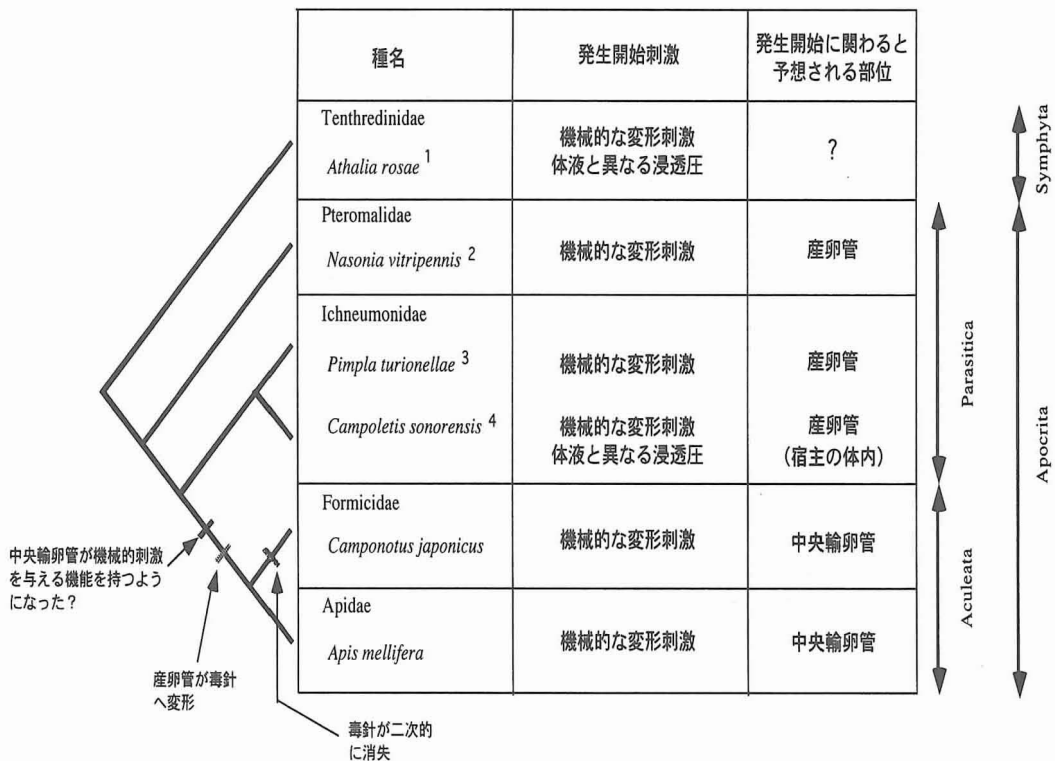 種名
発生開始刺激
発生開始に関わると
予想される部位
Tenthredinidae
Athalia rosae 1
機械的な変形刺激
体液と異なる浸透圧
?
Pteromalidae
Nasonia vitripennis 2
機械的な変形刺激
産卵管
Ichneumonidae
Pimpla turionellae 3
機械的な変形刺激
産卵管
Campoletis sonorensis 4
機械的な変形刺激
体液と異なる浸透圧
産卵管
(宿主の体内)
Formicidae
Camponotus japonicus
機械的な変形刺激
中央輸卵管
Apidae
Apis mellifera
機械的な変形刺激
中央輸卵管
Symphyta
Parasitica
Aculeata
Apocrita
中央輸卵管が機械的刺激
を与える機能を持つよう
になった?
産卵管が毒針
へ変形
毒針が二次的
に消失